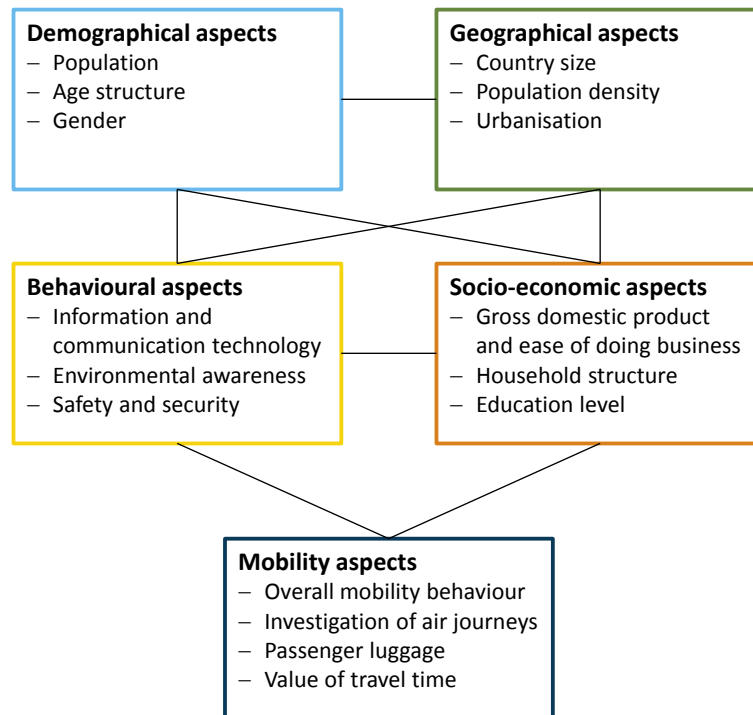 Demographical aspects
– Population
– Age structure
– Gender
Geographical aspects
– Country size
– Population density
– Urbanisation
Behavioural aspects
– Information and
communication technology
– Environmental awareness
– Safety and security
Socio-economic aspects
– Gross domestic product
and ease of doing business
– Household structure
– Education level
Mobility aspects
– Overall mobility behaviour
– Investigation of air journeys
– Passenger luggage
– Value of travel time